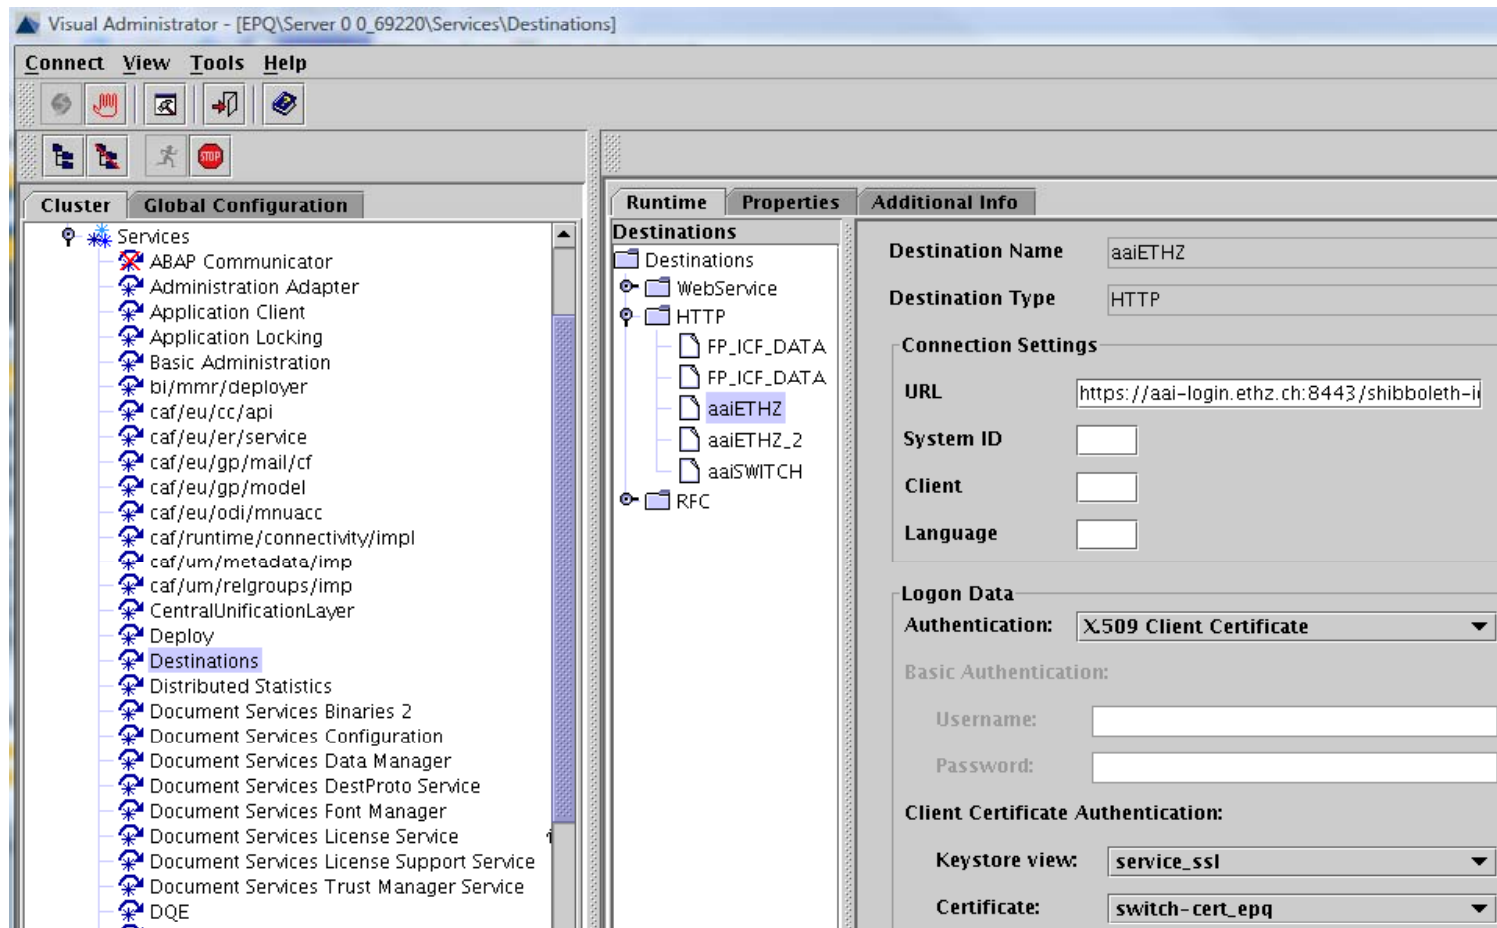 Visual Administrator - [EPQ\Server 0 0_69220\Services\Destinations]
Connect View Tools Help
STOP
Cluster Global Configuration
Services
ABAP Communicator
Administration Adapter
Application Client
Application Locking
Basic Administration
bi/mmr/deployer
caf/eu/cc/api
caf/eu/er/service
caf/eu/gp/mail/cf
caf/eu/gp/model
caf/eu/odi/mnuacc
caf/runtime/connectivity/impl
caf/um/metadata/imp
caf/um/relgroups/imp
CentralUnificationLayer
Deploy
Destinations
Distributed Statistics
Document Services Binaries 2
Document Services Configuration
Document Services Data Manager
Document Services DestProto Service
Document Services Font Manager
Document Services License Service
Document Services License Support Service
Document Services Trust Manager Service
DQE
Runtime Properties Additional Info
Destinations
Destinations
WebService
HTTP
FP_ICF_DATA
FP_ICF_DATA
aaiETHZ
aaiETHZ_2
aaiSWITCH
RFC
Destination Name aaiETHZ
Destination Type HTTP
Connection Settings
URL https://aai-login.ethz.ch:8443/shibboleth-i
System ID
Client
Language
Logon Data
Authentication: X.509 Client Certificate
Basic Authentication:
Username:
Password:
Client Certificate Authentication:
Keystore view: service_ssl
Certificate: switch-cert_epq